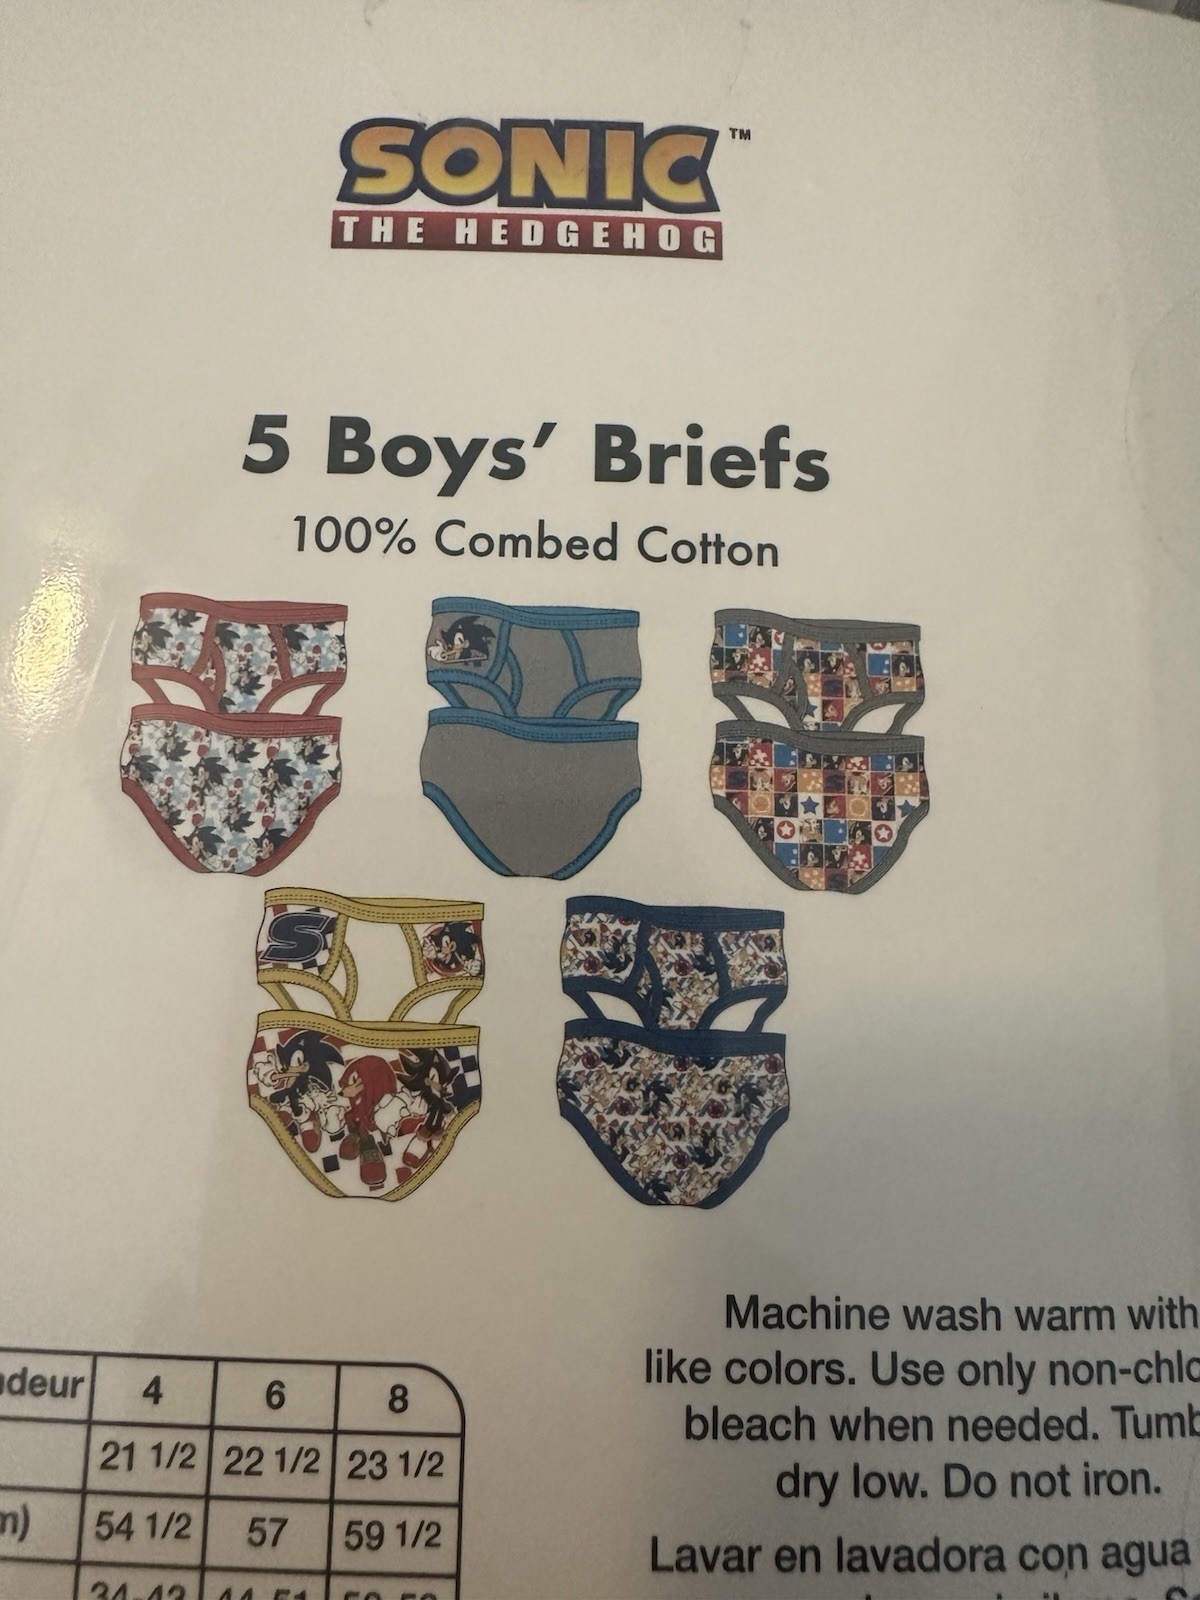 SONIC™
THE HEDGEHOG
5 Boys’ Briefs
100% Combed Cotton
S
4 6 8
21 1/2 22 1/2 23 1/2
54 1/2 57 59 1/2
Machine wash warm with
like colors. Use only non-chlo
bleach when needed. Tumb
dry low. Do not iron.
Lavar en lavadora con agua